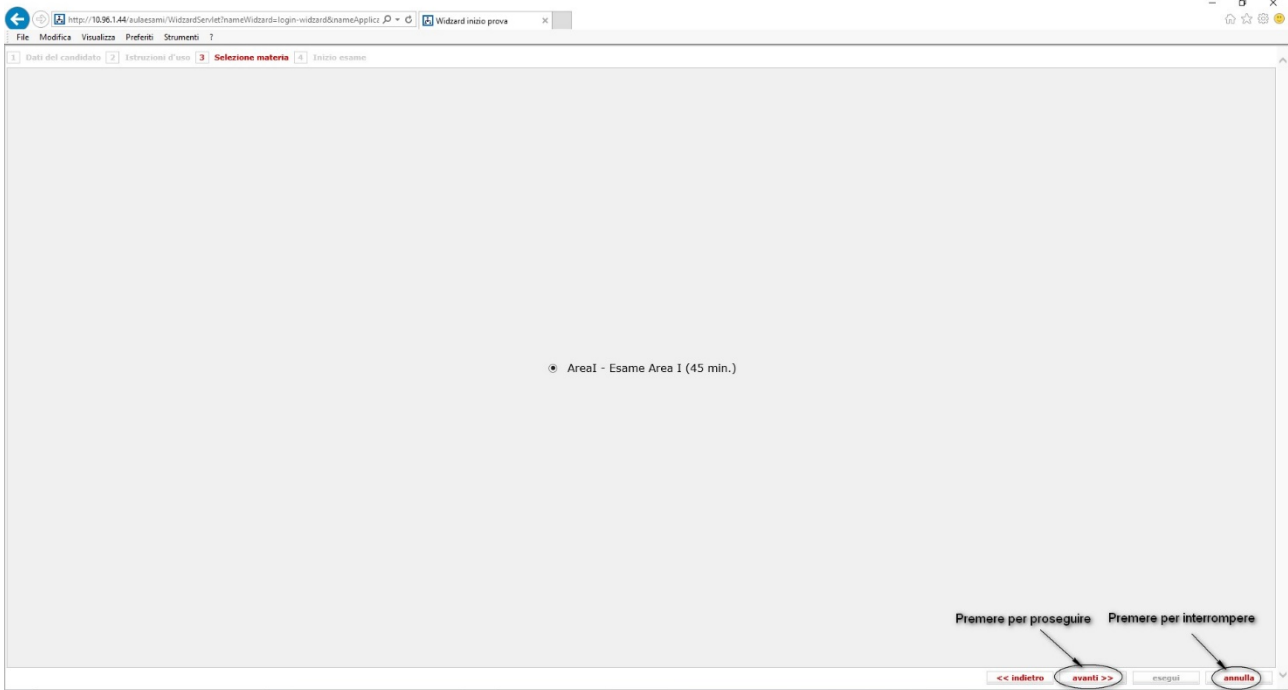 http://10.96.1.44/aulaesami/WidzardServlet?nameWidzard=login-widzard&nameApplica
Widzard inizio prova
File Modifica Visualizza Preferiti Strumenti ?
1 Dati del candidato 2 Istruzioni d'uso 3 Selezione materia 4 Inizio esame
AreaI - Esame Area I (45 min.)
Premere per proseguire Premere per interrompere
<< indietro avanti >> esegui annulla